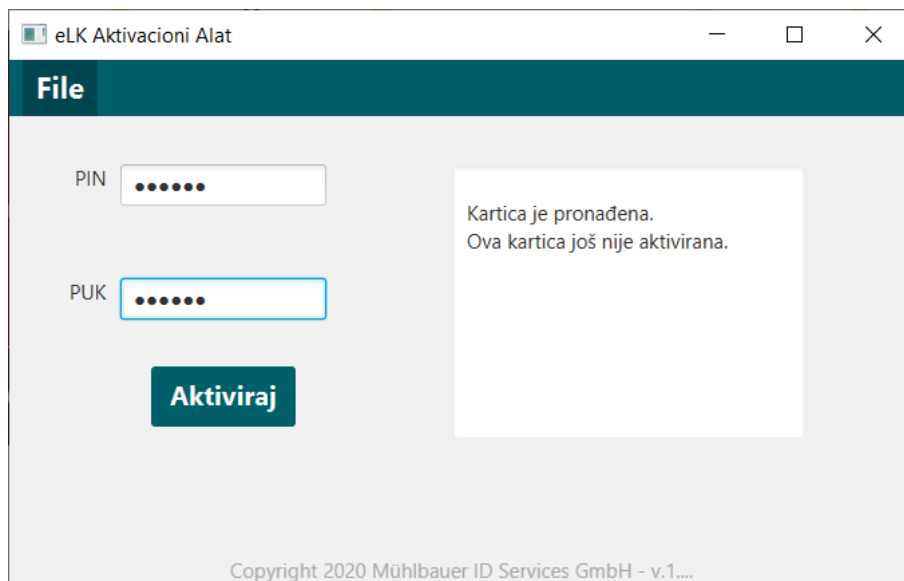 eLK Aktivacioni Alat
File
PIN
••••••
Kartica je pronađena.
Ova kartica još nije aktivirana.
PUK
••••••
Aktiviraj
Copyright 2020 Mühlbauer ID Services GmbH - v.1....